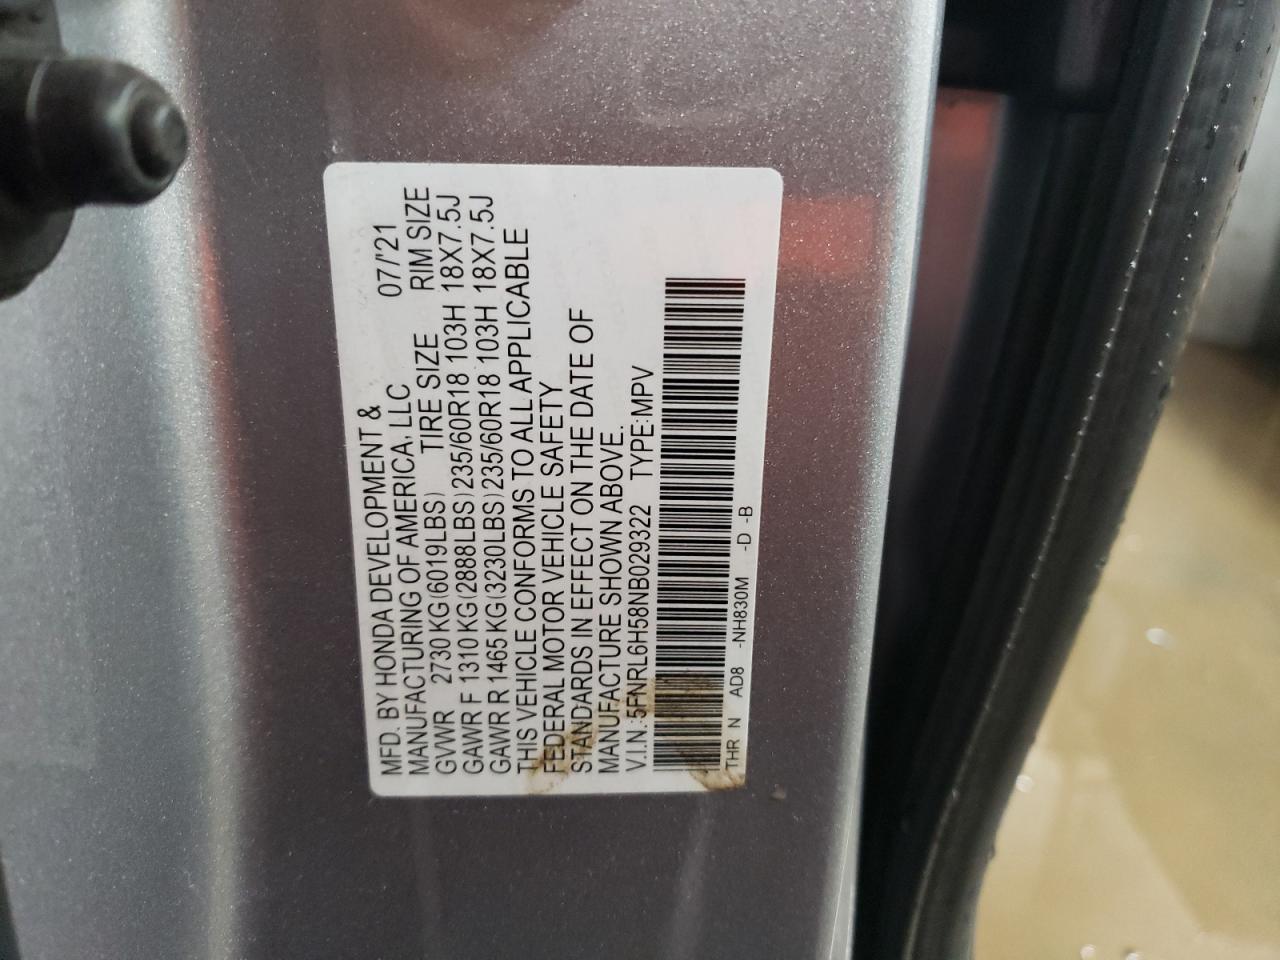 MFD. BY HONDA DEVELOPMENT &
MANUFACTURING OF AMERICA, LLC 07/'21
GVWR 2730 KG(6019LBS) TIRE SIZE RIM SIZE
GAWR F 1310 KG(2888LBS) 235/60R18 103H 18X7.5J
GAWR R 1465 KG(3230LBS) 235/60R18 103H 18X7.5J
THIS VEHICLE CONFORMS TO ALL APPLICABLE
FEDERAL MOTOR VEHICLE SAFETY
STANDARDS IN EFFECT ON THE DATE OF
MANUFACTURE SHOWN ABOVE.
V.I.N.:5FNRL6H58NB029322 TYPE:MPV
THR N AD8 -NH830M -D -B